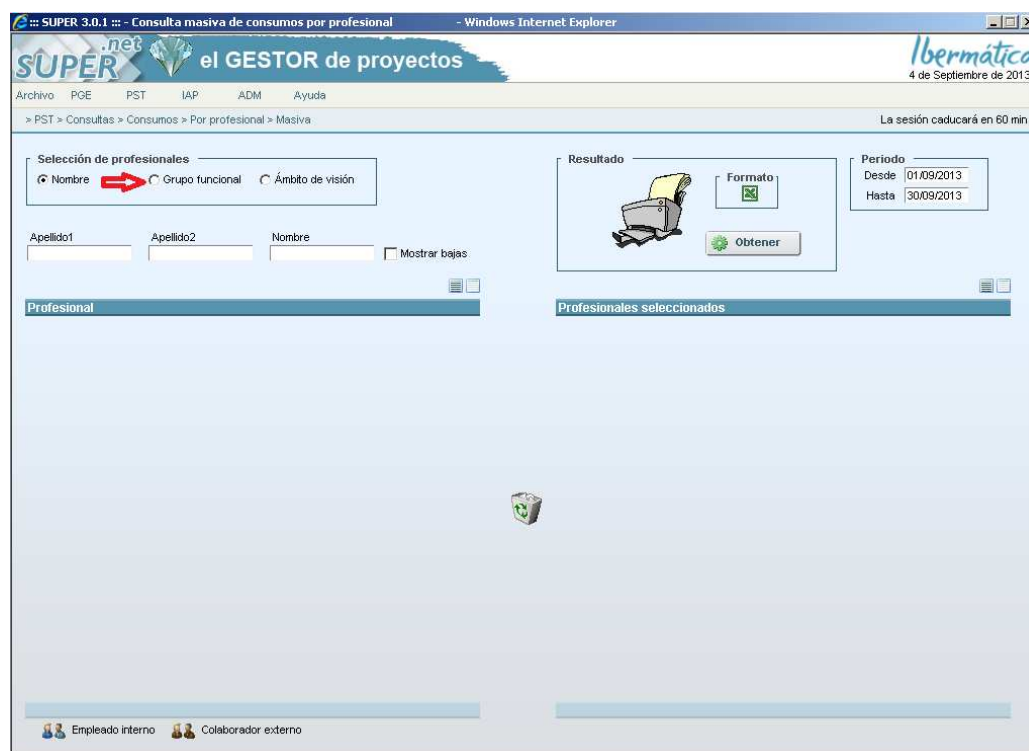 ::: SUPER 3.0.1 ::: - Consulta masiva de consumos por profesional - Windows Internet Explorer
SUPER.net el GESTOR de proyectos
Ibermática
4 de Septiembre de 2013
Archivo PGE PST IAP ADM Ayuda
> PST > Consultas > Consumos > Por profesional > Masiva La sesión caducará en 60 min
Selección de profesionales
Nombre Grupo funcional Ámbito de visión
Resultado
Formato
Obtener
Periodo
Desde 01/09/2013
Hasta 30/09/2013
Apellido1 Apellido2 Nombre
Mostrar bajas
Profesional
Profesionales seleccionados
Empleado interno Colaborador externo